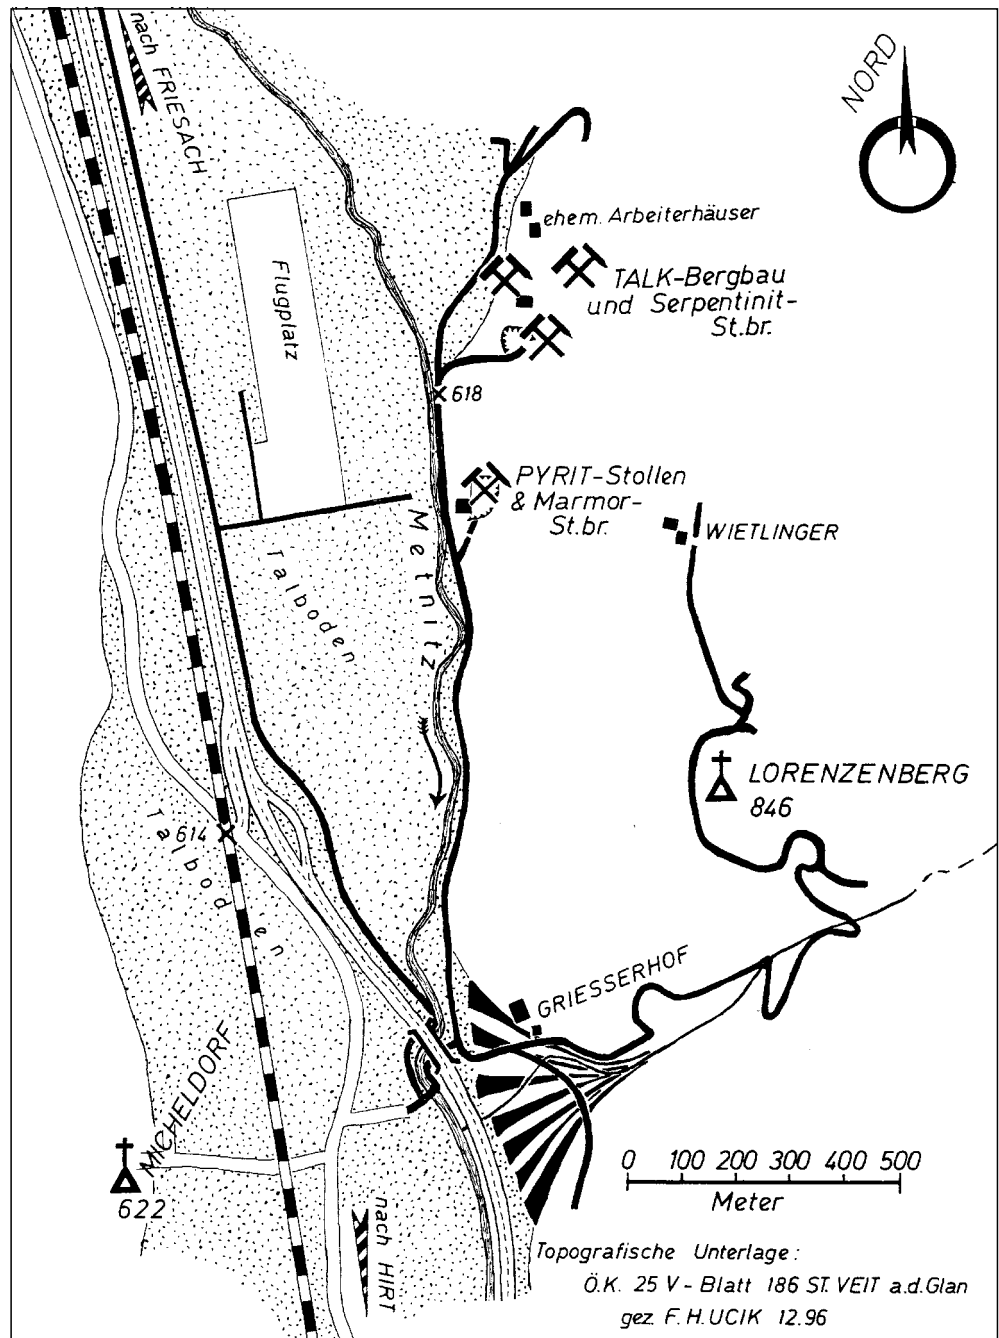 nach FRIESACH
NORD
ehem. Arbeiterhäuser
Flugplatz
TALK-Bergbau
und Serpentinit-
St.br.
618
PYRIT-Stollen
& Marmor-
St.br.
Metnitz
WIETLINGER
Talboden
LORENZENBERG
846
614
Talboden
GRIESSERHOF
MICHELDORF
622
0 100 200 300 400 500
Meter
nach HIRT
Topografische Unterlage:
Ö.K. 25 V - Blatt 186 ST. VEIT a.d.Glan
gez. F.H.UCIK 12.96